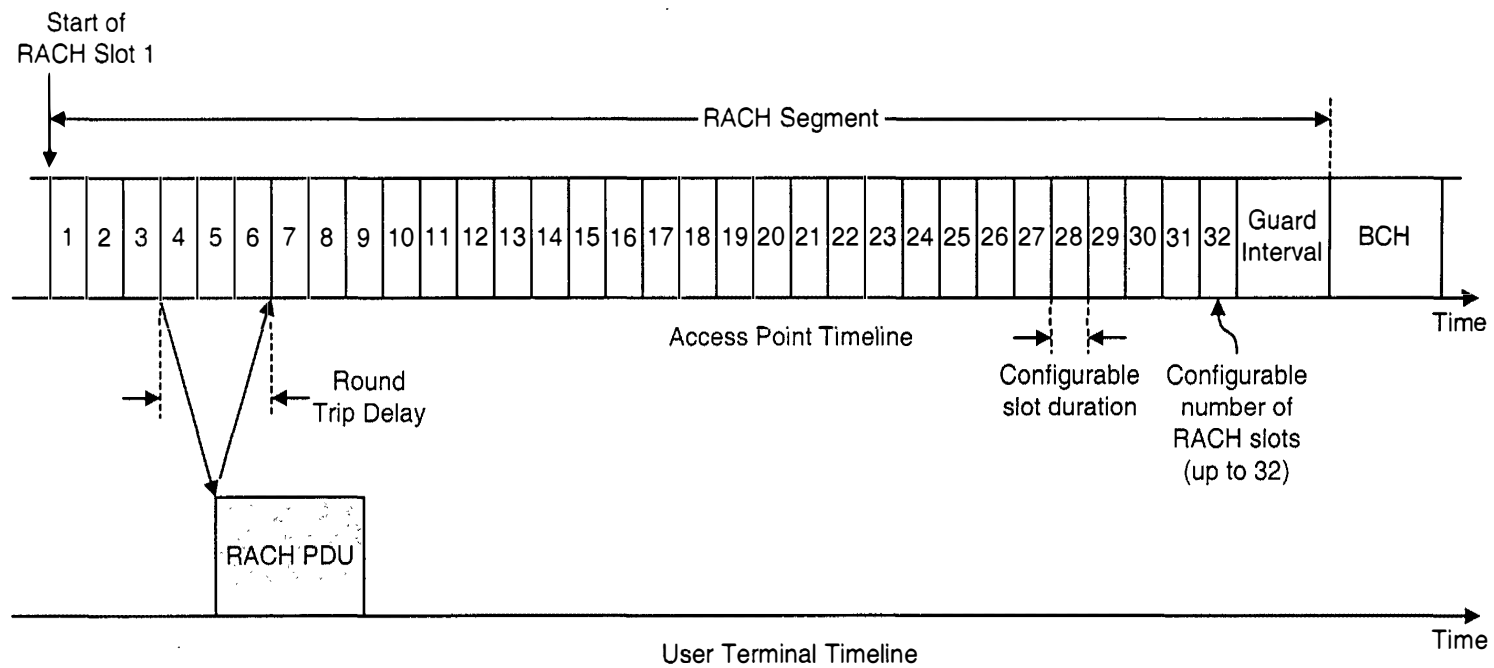 Start of
RACH Slot 1
RACH Segment
1 2 3 4 5 6 7 8 9 10 11 12 13 14 15 16 17 18 19 20 21 22 23 24 25 26 27 28 29 30 31 32
Guard
Interval
BCH
Time
Access Point Timeline
Round
Trip Delay
Configurable
slot duration
Configurable
number of
RACH slots
(up to 32)
RACH PDU
Time
User Terminal Timeline